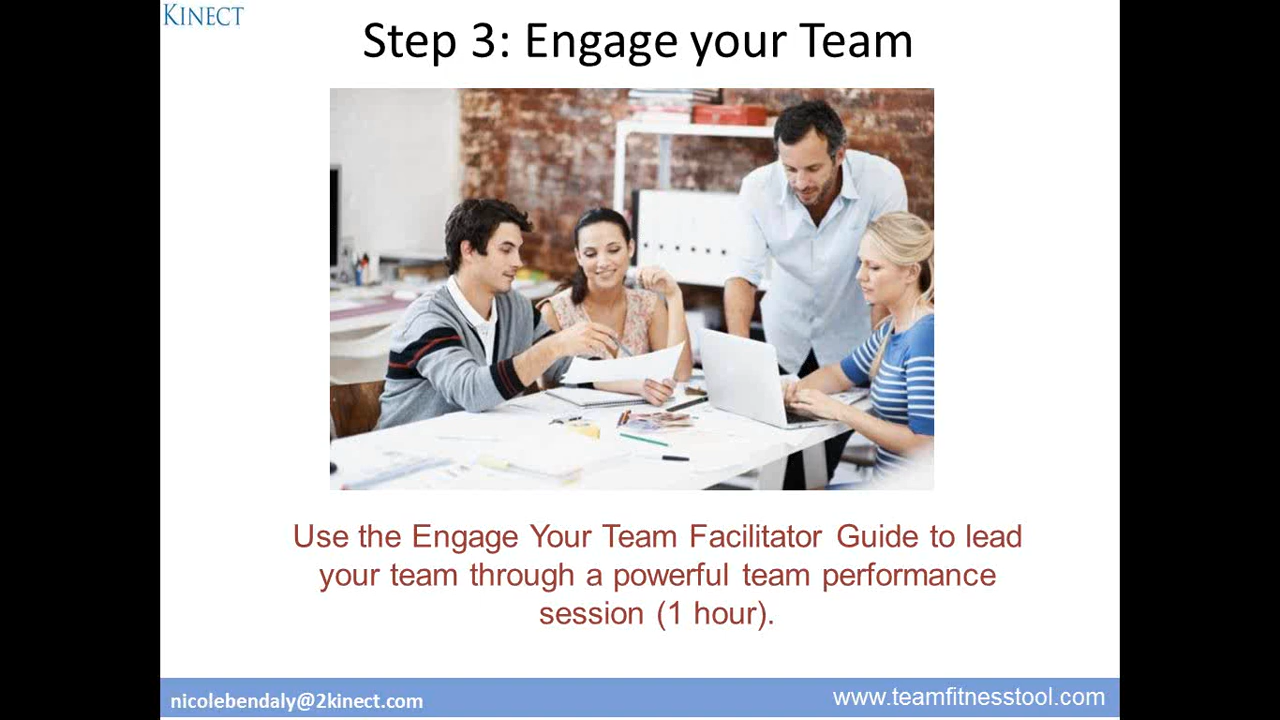 KINECT
Step 3: Engage your Team
Use the Engage Your Team Facilitator Guide to lead
your team through a powerful team performance
session (1 hour).
nicolebendaly@2kinect.com
www.teamfitnesstool.com